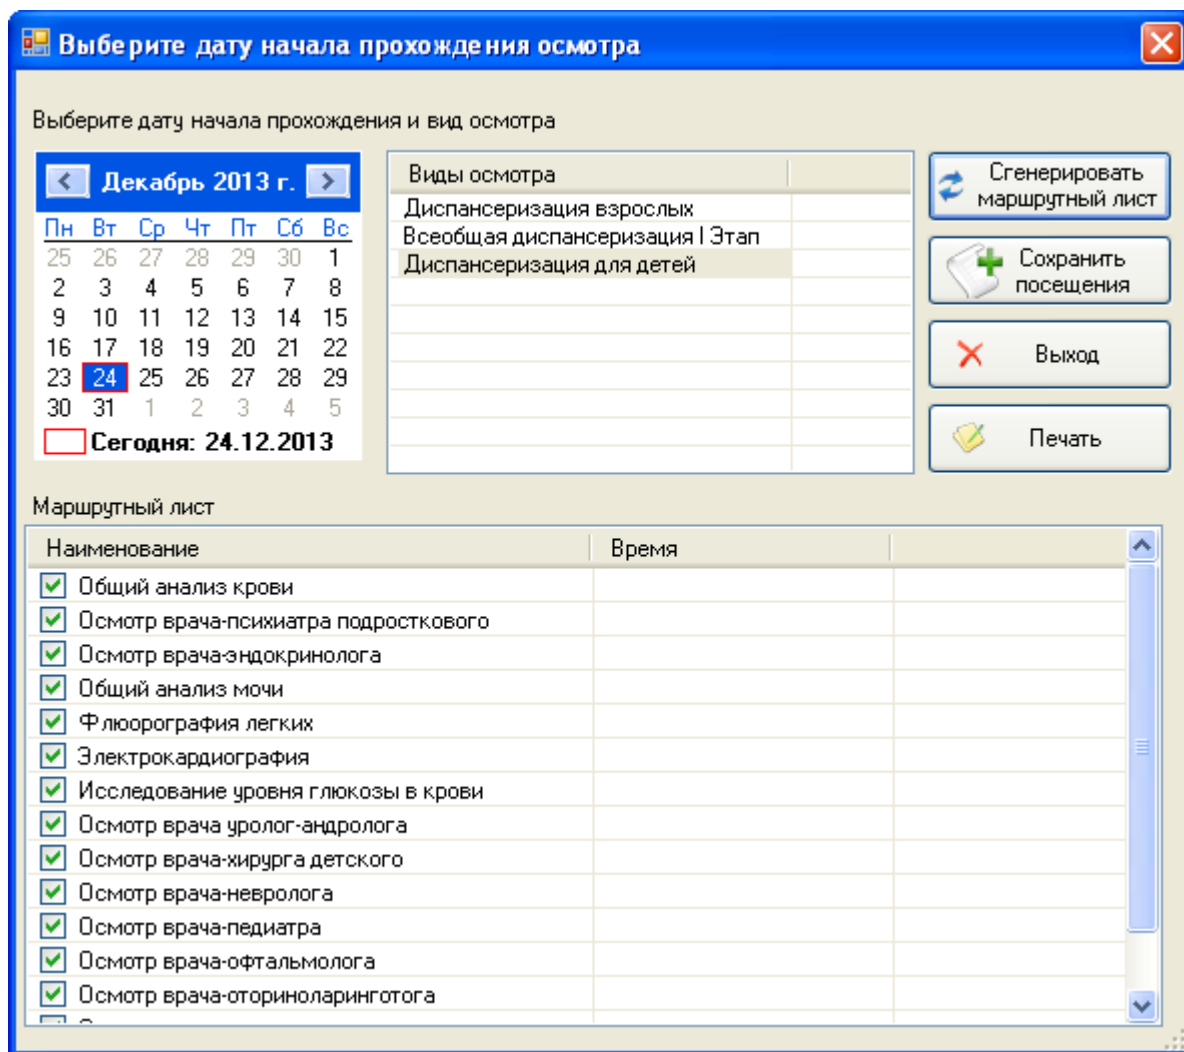 Выберите дату начала прохождения осмотра
Выберите дату начала прохождения и вид осмотра
Декабрь 2013 г.
Пн Вт Ср Чт Пт Сб Вс
25 26 27 28 29 30 1
2 3 4 5 6 7 8
9 10 11 12 13 14 15
16 17 18 19 20 21 22
23 24 25 26 27 28 29
30 31 1 2 3 4 5
Сегодня: 24.12.2013
Виды осмотра
Диспансеризация взрослых
Всеобщая диспансеризация I Этап
Диспансеризация для детей
Сгенерировать
маршрутный лист
Сохранить
посещения
Выход
Печать
Маршрутный лист
Наименование Время
Общий анализ крови
Осмотр врача-психиатра подросткового
Осмотр врача-эндокринолога
Общий анализ мочи
Флюорография легких
Электрокардиография
Исследование уровня глюкозы в крови
Осмотр врача уролог-андролога
Осмотр врача-хирурга детского
Осмотр врача-невролога
Осмотр врача-педиатра
Осмотр врача-офтальмолога
Осмотр врача-оториноларинготога